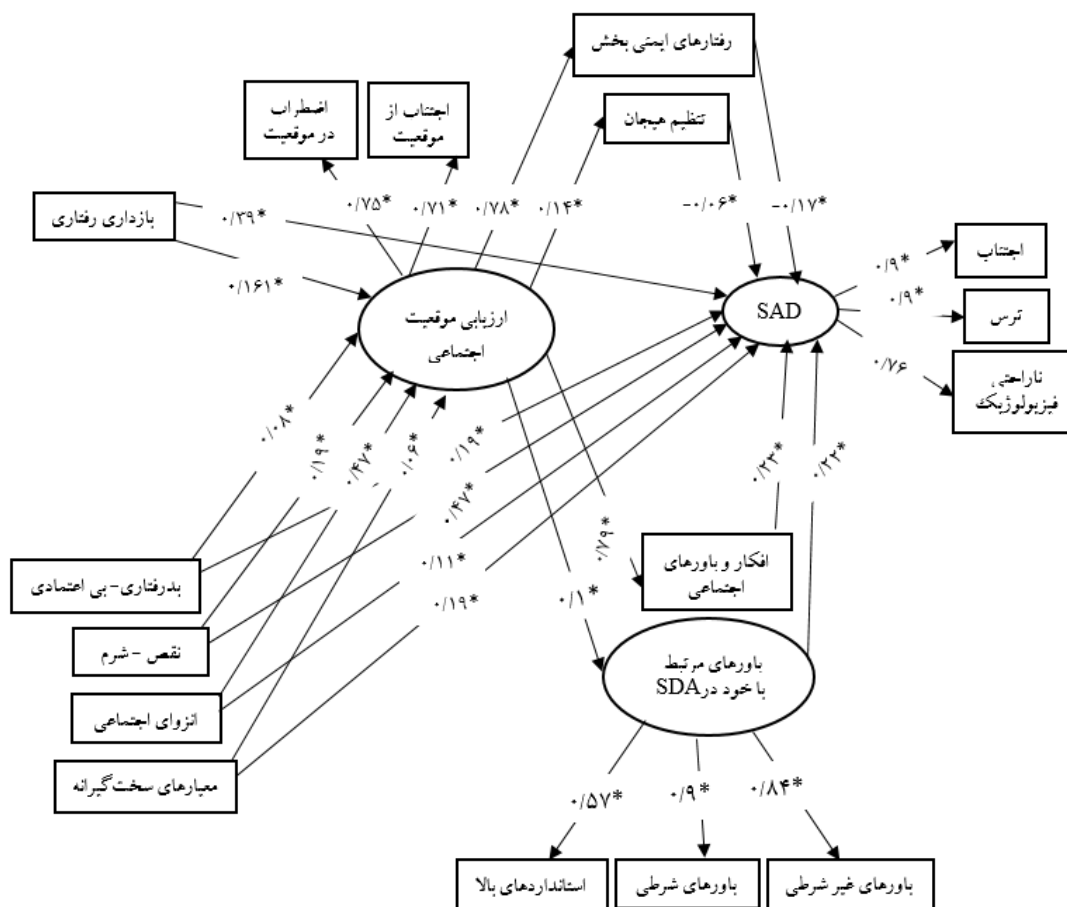 رفتارهای ایمنی بخش
اضطراب
در موقعیت
اجتناب از
موقعیت
تنظیم هیجان
بازداری رفتاری
۰/۳۹*
۰/۷۵*
۰/۷۱*
۰/۷۸*
۰/۱۴*
-۰/۰۶*
-۰/۱۷*
۰/۱۶۱*
ارزیابی موقعیت
اجتماعی
SAD
۰/۹*
۰/۹*
۰/۷۶
اجتناب
ترس
ناراحتی
فیزیولوژیک
۰/۰۸*
۰/۱۹*
۰/۴۷*
۰/۰۶*
۰/۱۹*
۰/۴۷*
۰/۱۱*
۰/۱۹*
۰/۷۹*
۰/۱*
۰/۲۳*
۰/۲۲*
بدرفتاری- بی اعتمادی
نقص - شرم
انزوای اجتماعی
معیارهای سخت‌گیرانه
افکار و باورهای
اجتماعی
باورهای مرتبط
با خود در SDA
۰/۵۷*
۰/۹*
۰/۸۴*
استانداردهای بالا
باورهای شرطی
باورهای غیر شرطی